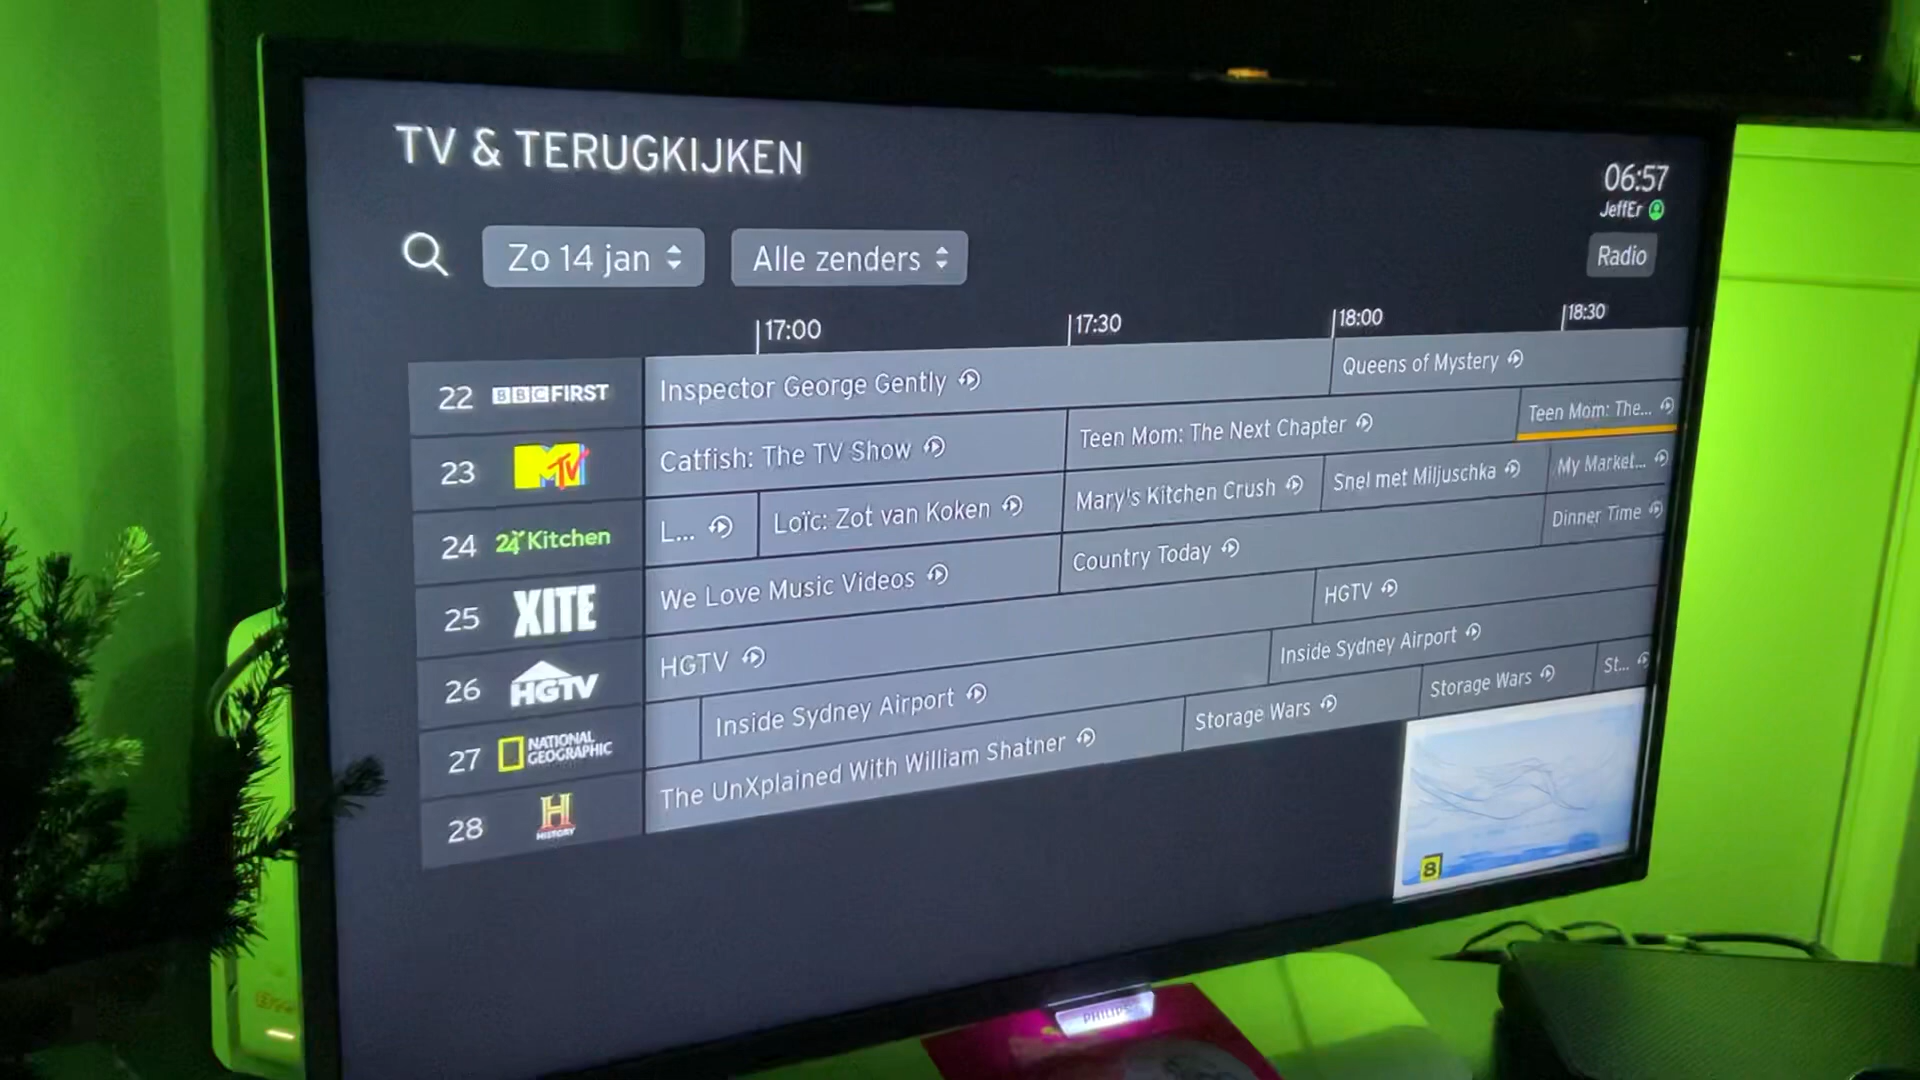 TV & TERUGKIJKEN
06:57
JeffEr
Zo 14 jan
Alle zenders
Radio
17:00 17:30 18:00 18:30
22 BBC FIRST Inspector George Gently Queens of Mystery
23 MTV Catfish: The TV Show Teen Mom: The Next Chapter Teen Mom: The...
24 24Kitchen L... Loïc: Zot van Koken Mary's Kitchen Crush Snel met Miljuschka My Market...
25 XITE We Love Music Videos Country Today Dinner Time
26 HGTV HGTV HGTV
27 NATIONAL GEOGRAPHIC Inside Sydney Airport Inside Sydney Airport
28 H HISTORY The UnXplained With William Shatner Storage Wars Storage Wars St...
8
PHILIPS